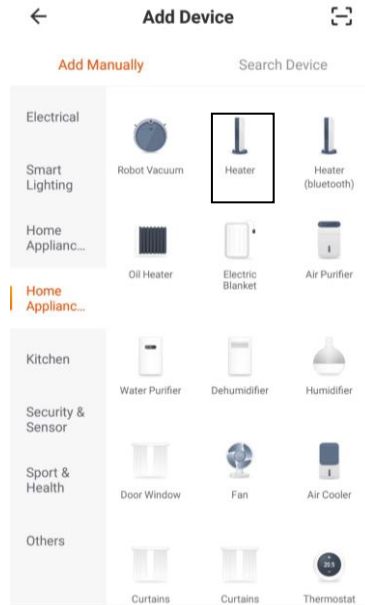 Add Device
Add Manually
Search Device
Electrical
Smart
Lighting
Home
Applianc...
Home
Applianc...
Kitchen
Security &
Sensor
Sport &
Health
Others
Robot Vacuum
Heater
Heater
(bluetooth)
Oil Heater
Electric
Blanket
Air Purifier
Water Purifier
Dehumidifier
Humidifier
Door Window
Fan
Air Cooler
Curtains
Curtains
20.5
Thermostat